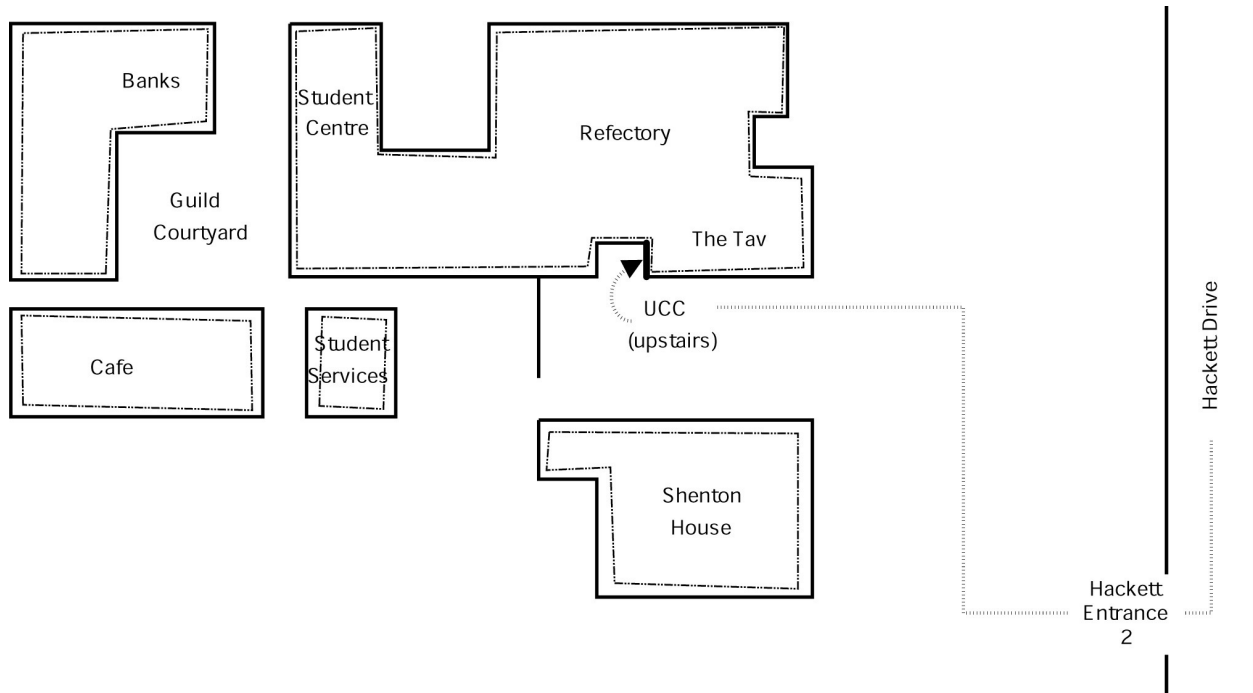 Banks
Student
Centre
Refectory
Guild
Courtyard
The Tav
UCC
(upstairs)
Hackett Drive
Cafe
Student
Services
Shenton
House
Hackett
Entrance
2